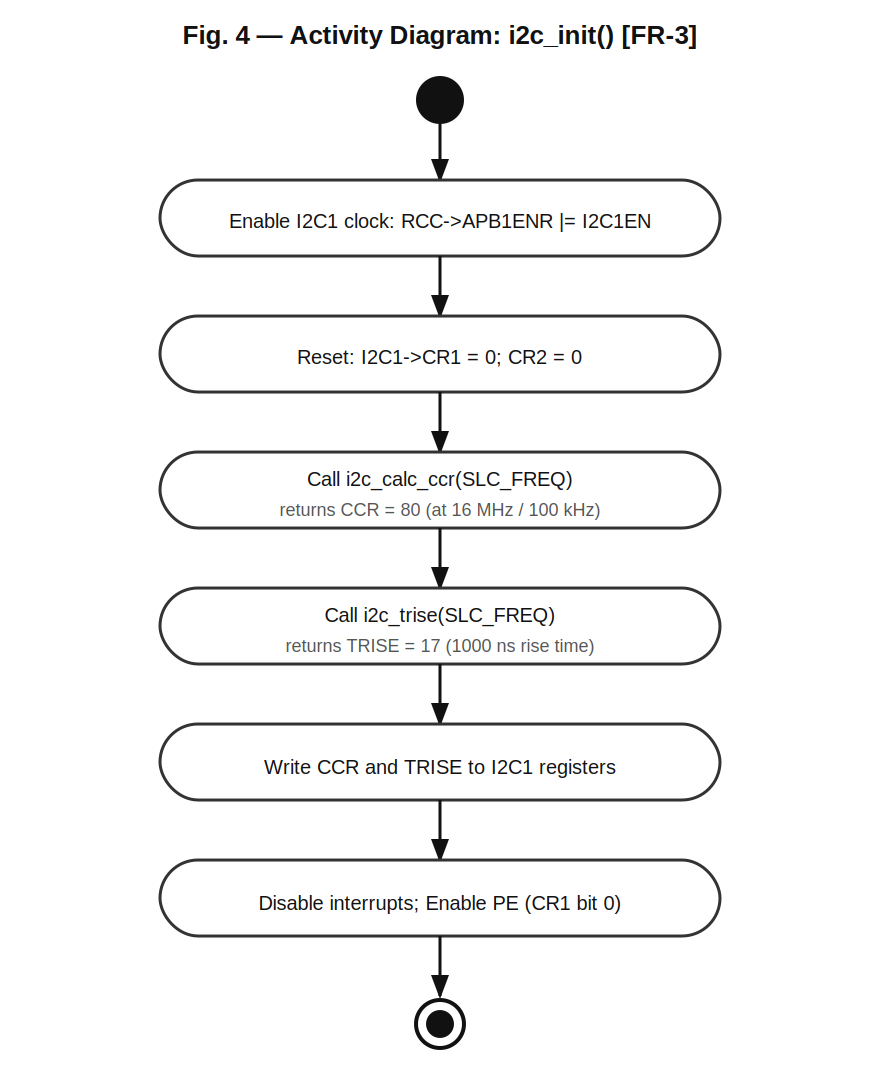 Fig. 4 — Activity Diagram: i2c_init() [FR-3]
Enable I2C1 clock: RCC->APB1ENR |= I2C1EN
Reset: I2C1->CR1 = 0; CR2 = 0
Call i2c_calc_ccr(SLC_FREQ)
returns CCR = 80 (at 16 MHz / 100 kHz)
Call i2c_trise(SLC_FREQ)
returns TRISE = 17 (1000 ns rise time)
Write CCR and TRISE to I2C1 registers
Disable interrupts; Enable PE (CR1 bit 0)